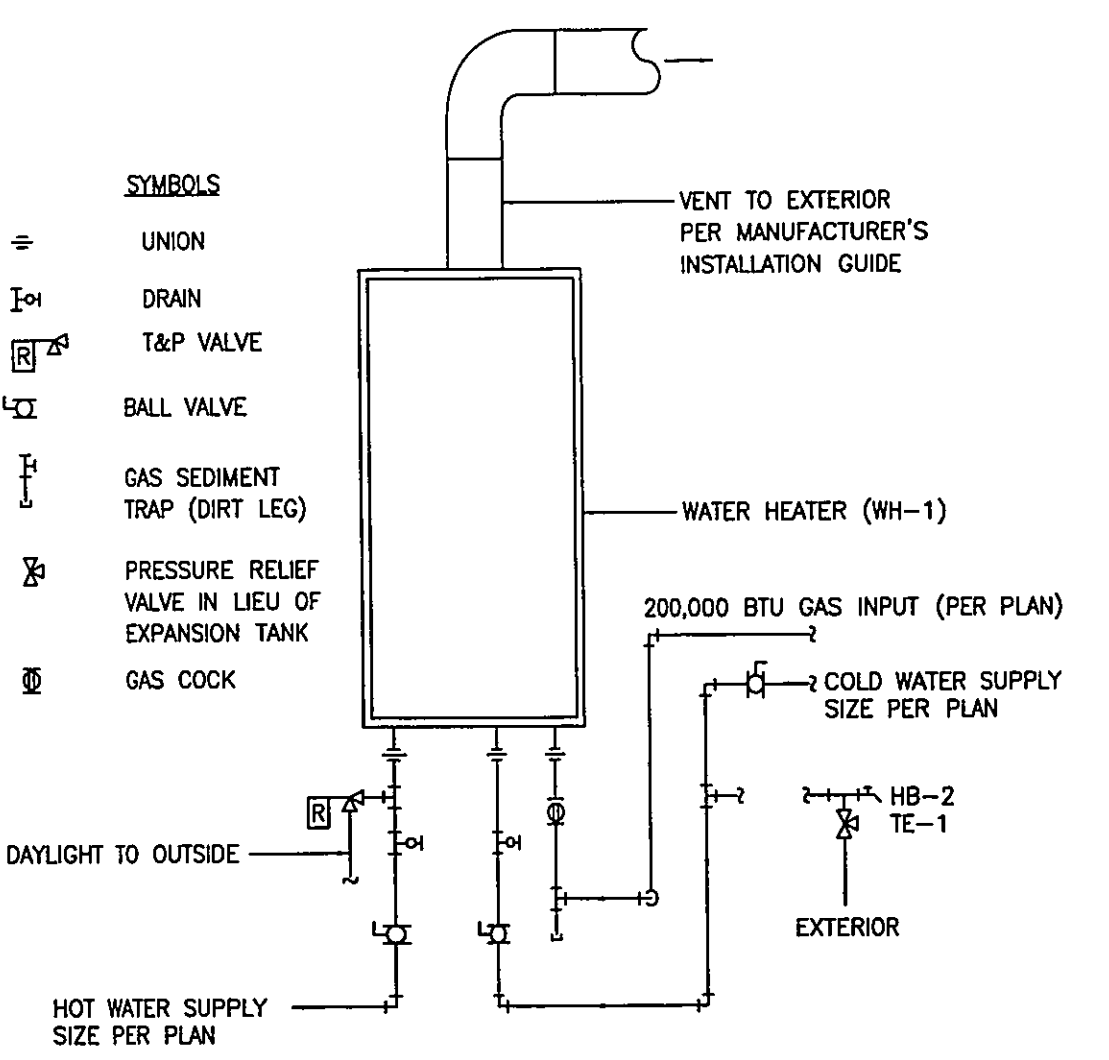 SYMBOLS
UNION
DRAIN
R
T&P VALVE
BALL VALVE
GAS SEDIMENT
TRAP (DIRT LEG)
PRESSURE RELIEF
VALVE IN LIEU OF
EXPANSION TANK
GAS COCK
VENT TO EXTERIOR
PER MANUFACTURER'S
INSTALLATION GUIDE
WATER HEATER (WH-1)
200,000 BTU GAS INPUT (PER PLAN)
COLD WATER SUPPLY
SIZE PER PLAN
HB-2
TE-1
EXTERIOR
R
DAYLIGHT TO OUTSIDE
HOT WATER SUPPLY
SIZE PER PLAN